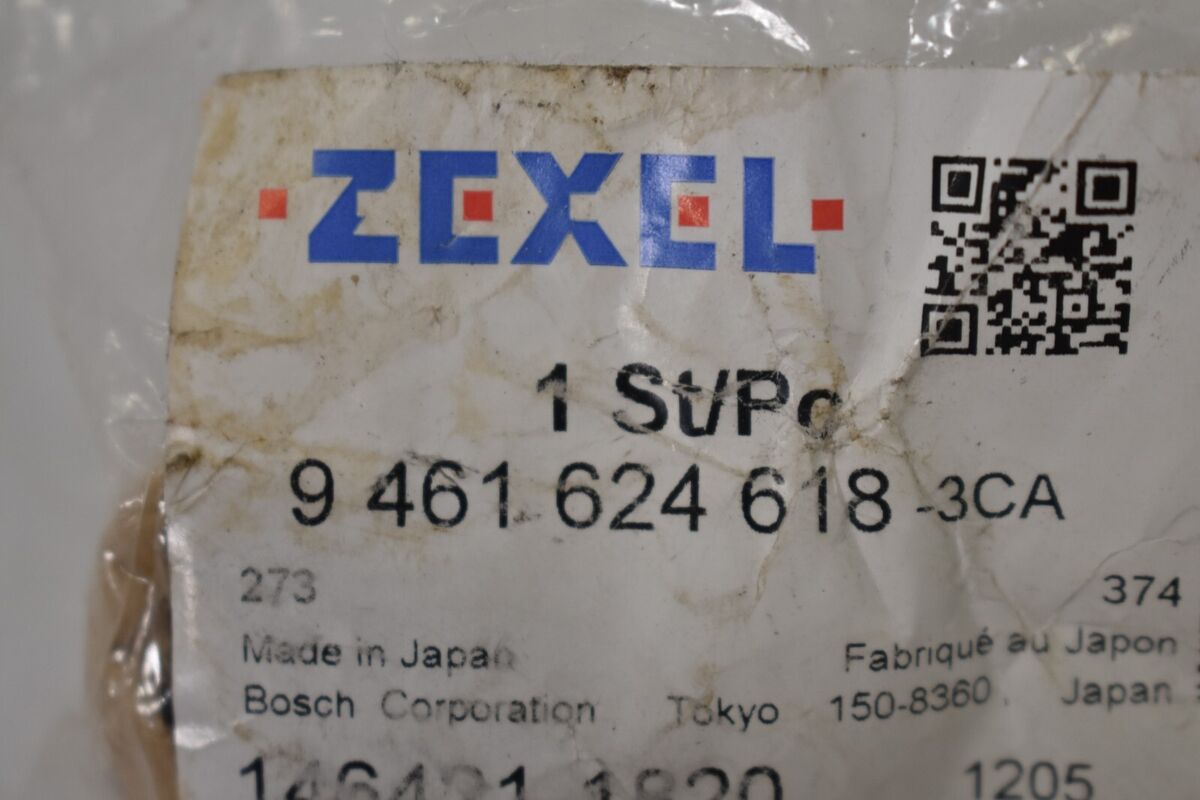 ZEXEL
1 St/Pc
9 461 624 618 -3CA
273 374
Made in Japan Fabriqué au Japon
Bosch Corporation Tokyo 150-8360 Japan
1205